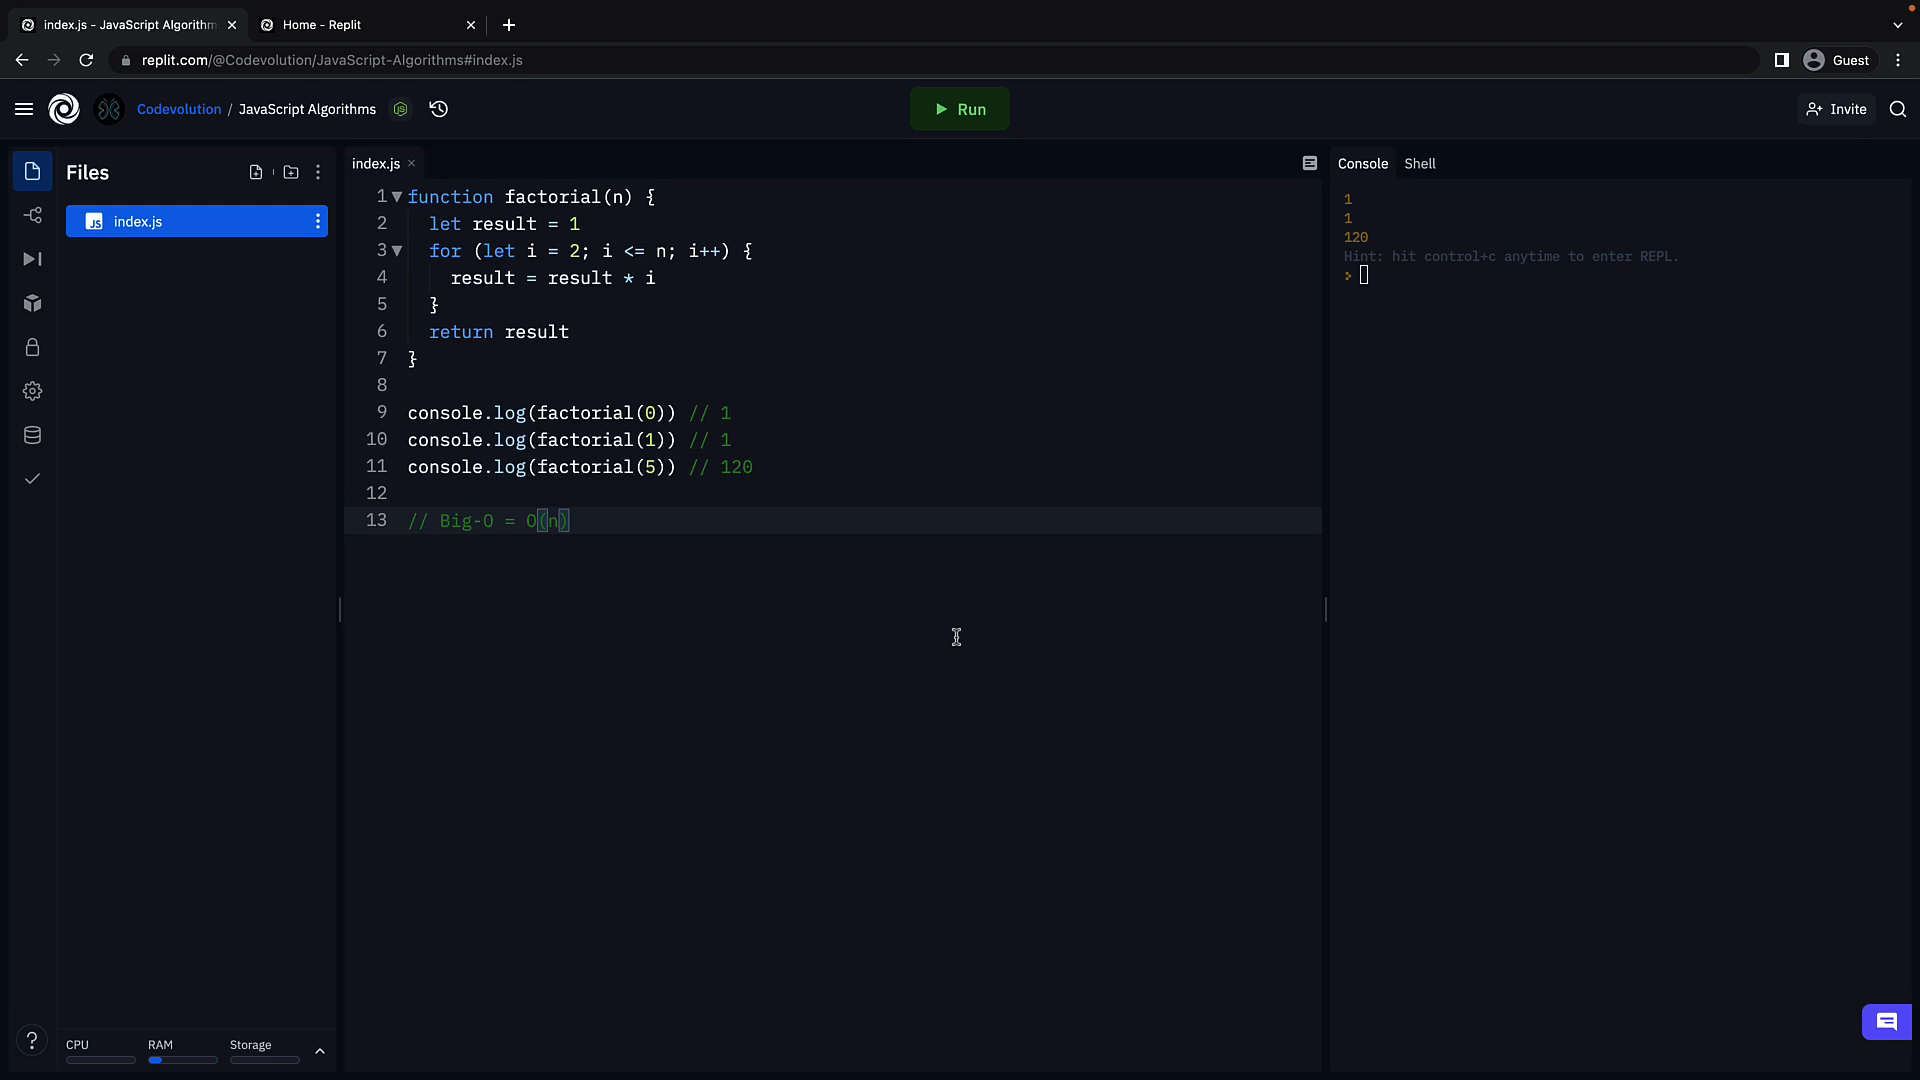 index.js - JavaScript Algorithm
Home - Replit
replit.com/@Codevolution/JavaScript-Algorithms#index.js
Guest
Codevolution / JavaScript Algorithms
Run
Invite
Files
index.js
JS index.js
Console Shell
1 function factorial(n) {
2 let result = 1
3 for (let i = 2; i <= n; i++) {
4 result = result * i
5 }
6 return result
7 }
8
9 console.log(factorial(0)) // 1
10 console.log(factorial(1)) // 1
11 console.log(factorial(5)) // 120
12
13 // Big-O = O(n)
1
1
120
Hint: hit control+c anytime to enter REPL.
>
?
CPU RAM Storage